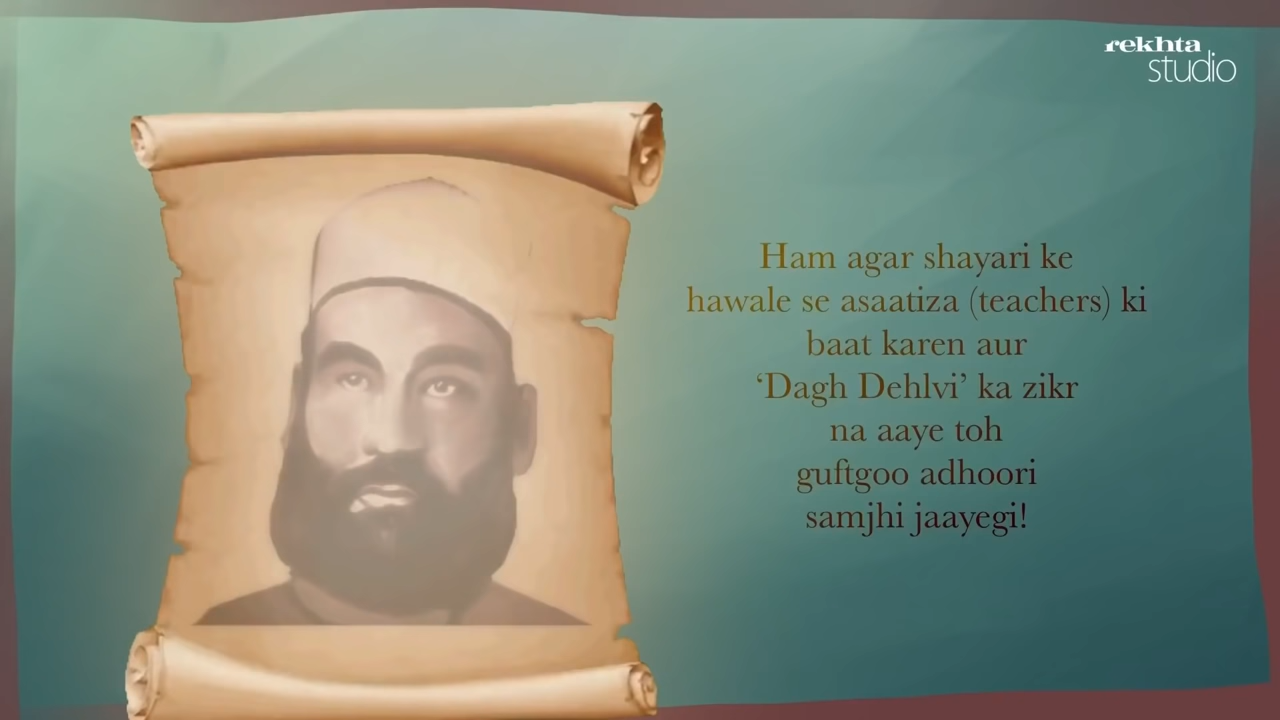 rekhta
studio
Ham agar shayari ke
hawale se asaatiza (teachers) ki
baat karen aur
‘Dagh Dehlvi’ ka zikr
na aaye toh
guftgoo adhoori
samjhi jaayegi!